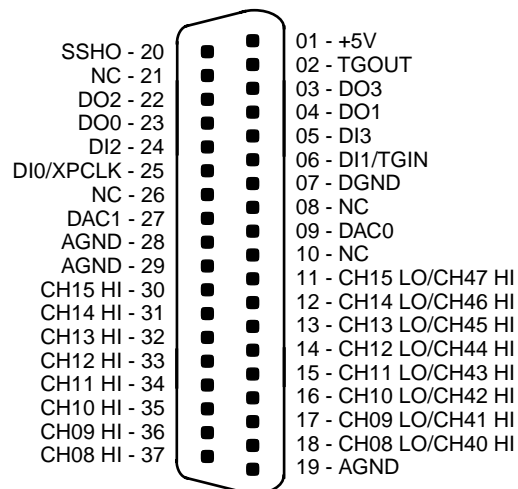 SSHO - 20
NC - 21
DO2 - 22
DO0 - 23
DI2 - 24
DI0/XPCLK - 25
NC - 26
DAC1 - 27
AGND - 28
AGND - 29
CH15 HI - 30
CH14 HI - 31
CH13 HI - 32
CH12 HI - 33
CH11 HI - 34
CH10 HI - 35
CH09 HI - 36
CH08 HI - 37
01 - +5V
02 - TGOUT
03 - DO3
04 - DO1
05 - DI3
06 - DI1/TGIN
07 - DGND
08 - NC
09 - DAC0
10 - NC
11 - CH15 LO/CH47 HI
12 - CH14 LO/CH46 HI
13 - CH13 LO/CH45 HI
14 - CH12 LO/CH44 HI
15 - CH11 LO/CH43 HI
16 - CH10 LO/CH42 HI
17 - CH09 LO/CH41 HI
18 - CH08 LO/CH40 HI
19 - AGND